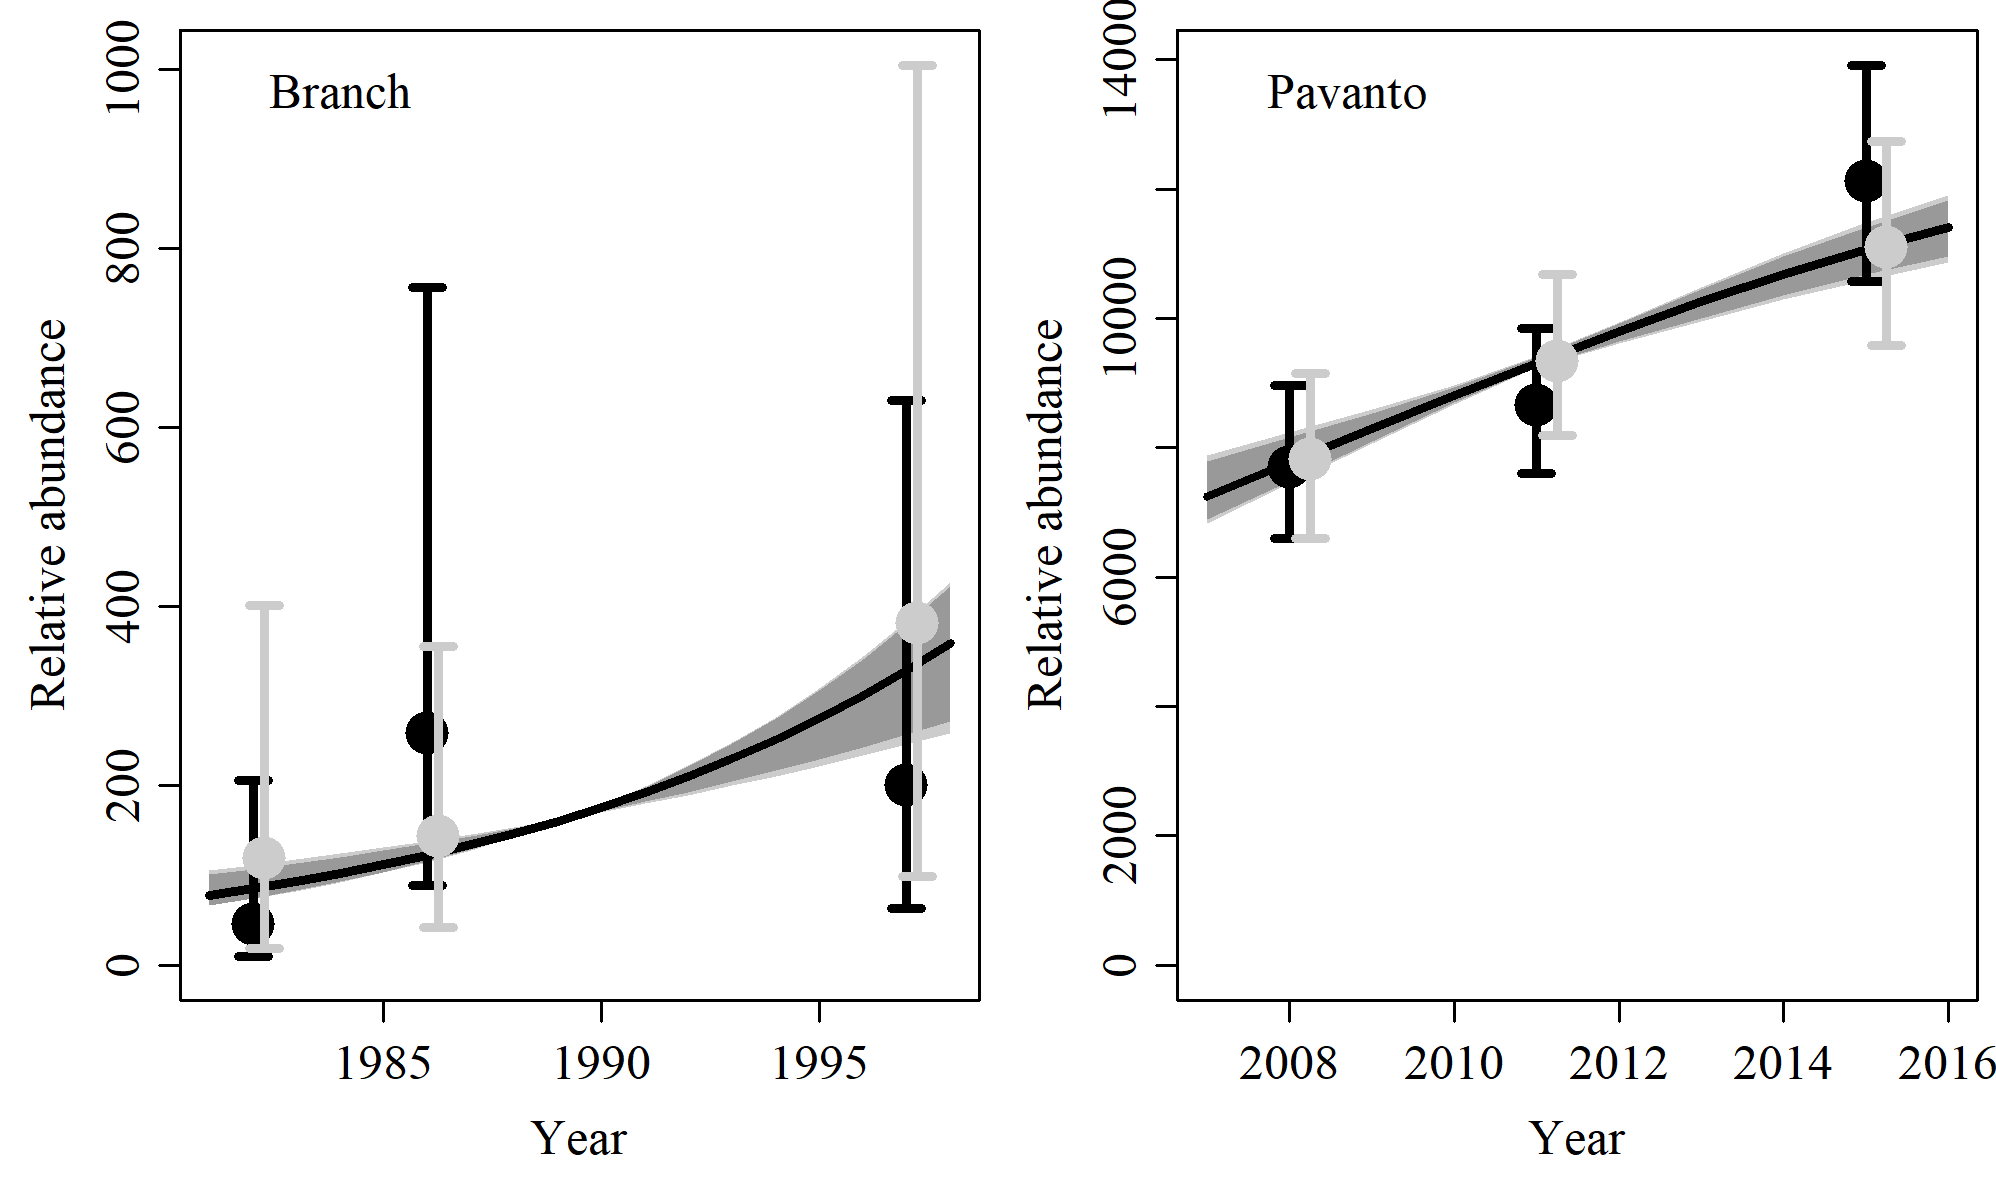 Branch
Relative abundance
1000
800
600
400
200
0
1985 1990 1995
Year
Pavanto
Relative abundance
14000
10000
6000
2000
0
2008 2010 2012 2014 2016
Year